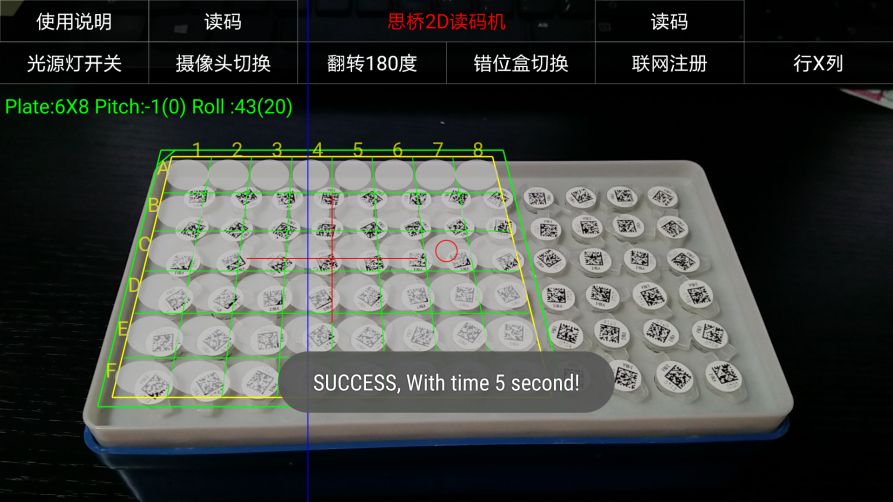 使用说明
读码
思桥2D读码机
读码
光源灯开关
摄像头切换
翻转180度
错位盒切换
联网注册
行X列
Plate:6X8 Pitch:-1(0) Roll :43(20)
1 2 3 4 5 6 7 8
A
B
C
D
E
F
SUCCESS, With time 5 second!